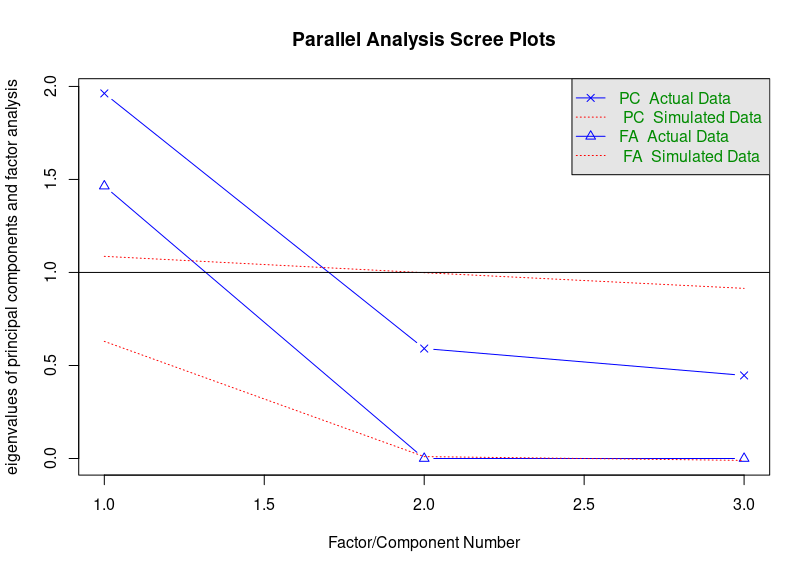 Parallel Analysis Scree Plots
eigenvalues of principal components and factor analysis
2.0
1.5
1.0
0.5
0.0
PC Actual Data
PC Simulated Data
FA Actual Data
FA Simulated Data
1.0 1.5 2.0 2.5 3.0
Factor/Component Number